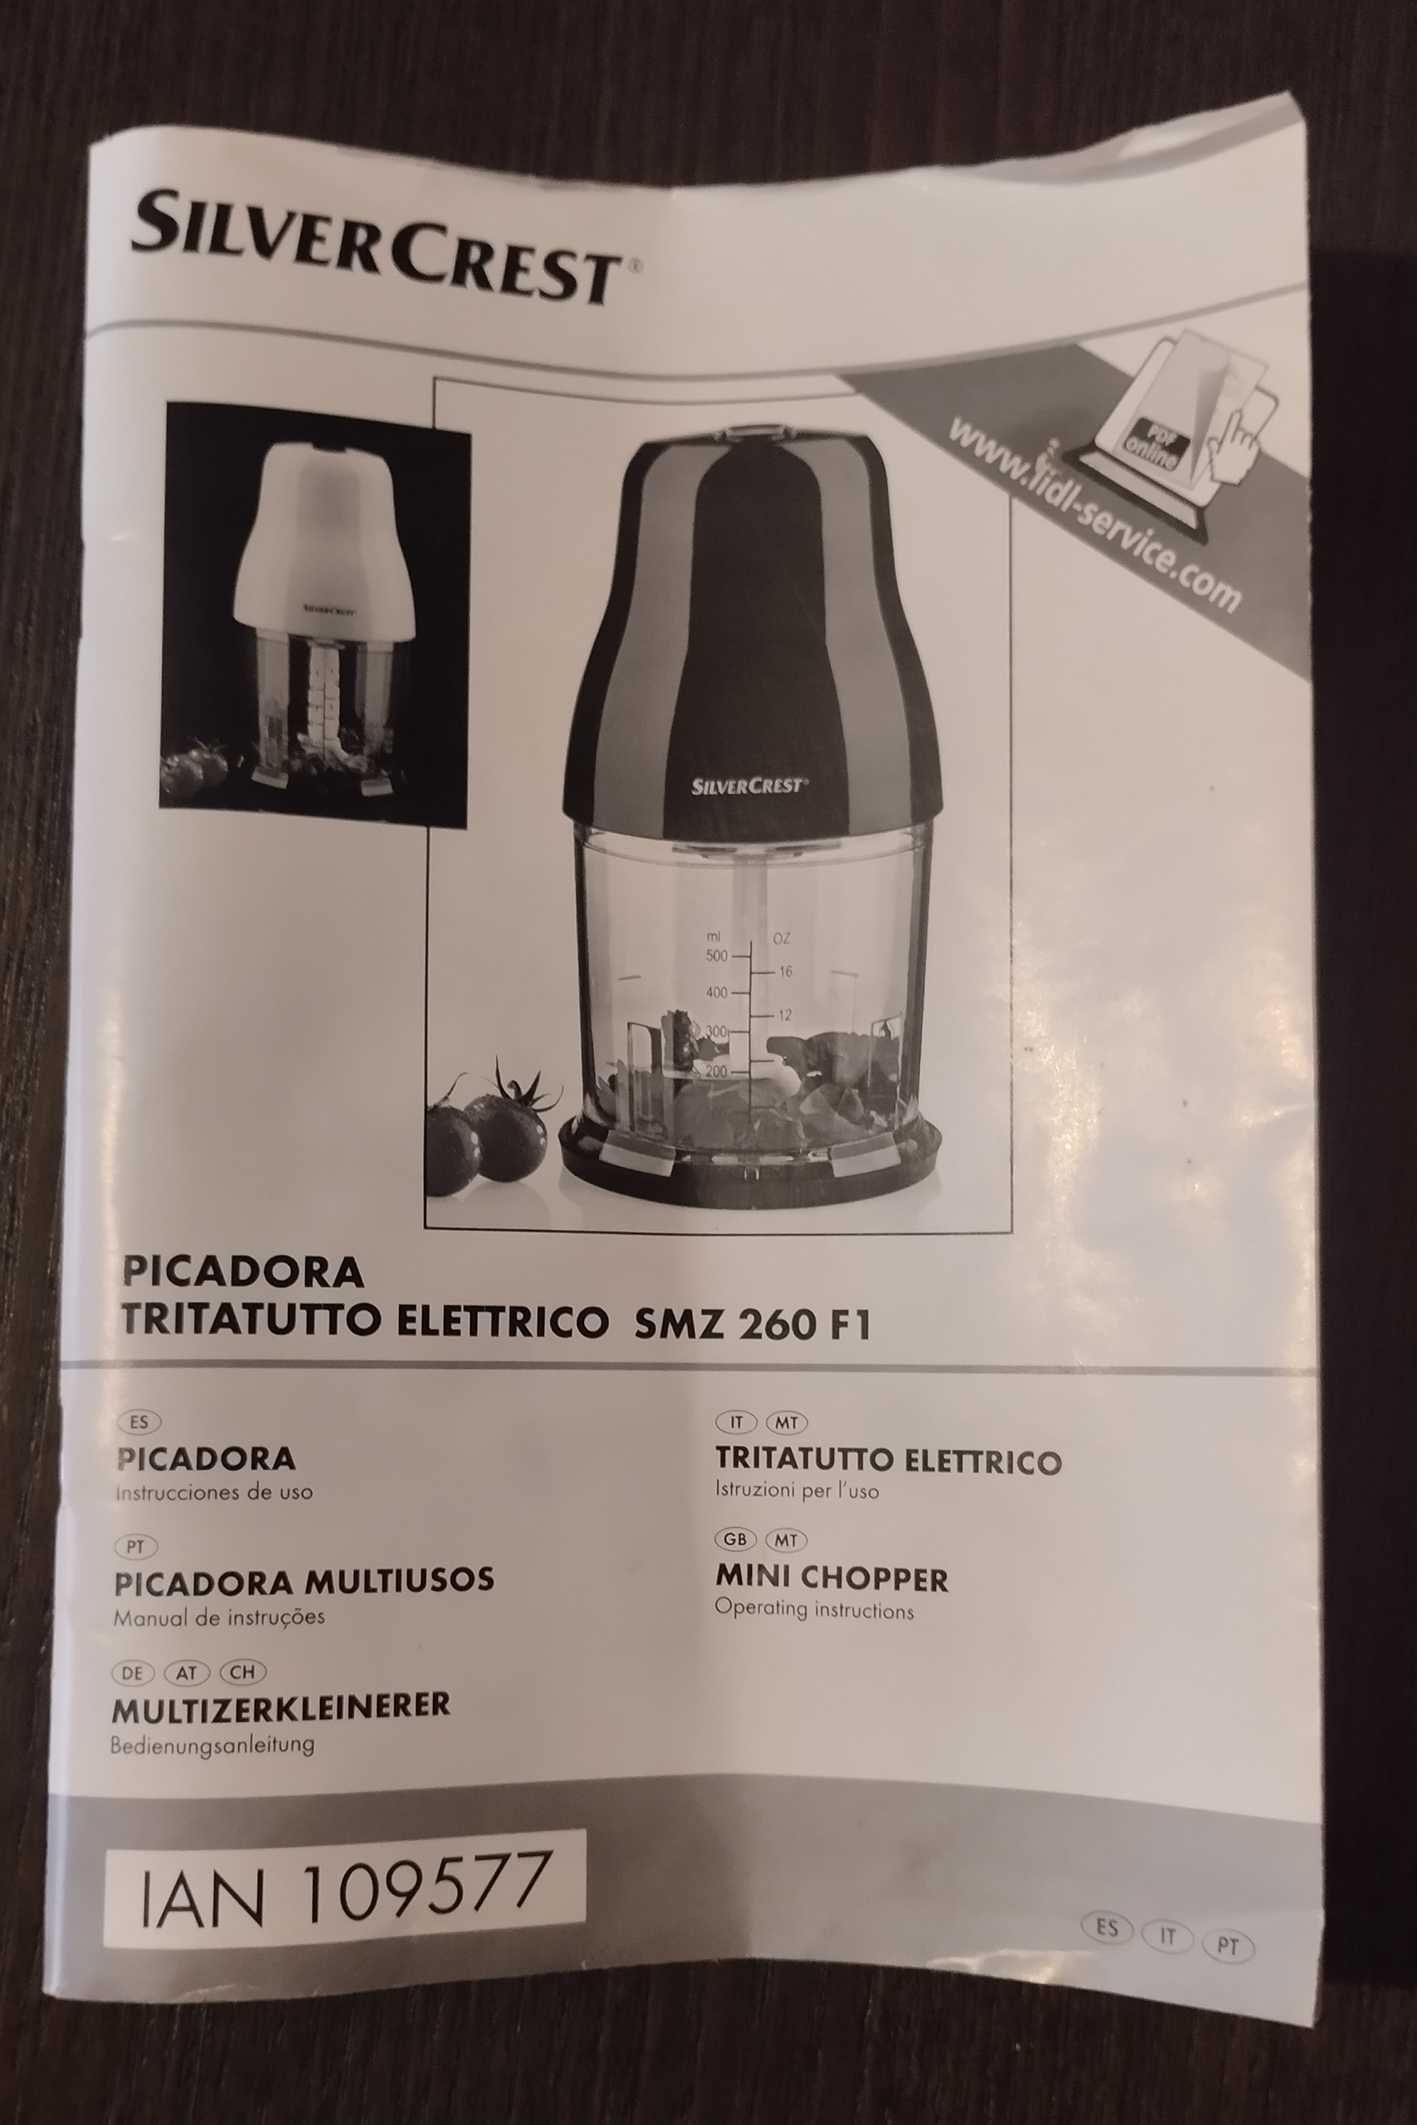 SILVERCREST®
PDF
online
www.lidl-service.com
SILVERCREST
SILVERCREST®
ml OZ
500
16
400
12
300
200
PICADORA
TRITATUTTO ELETTRICO SMZ 260 F1
ES
PICADORA
Instrucciones de uso
PT
PICADORA MULTIUSOS
Manual de instruções
DE AT CH
MULTIZERKLEINERER
Bedienungsanleitung
IT MT
TRITATUTTO ELETTRICO
Istruzioni per l'uso
GB MT
MINI CHOPPER
Operating instructions
IAN 109577
ES IT PT